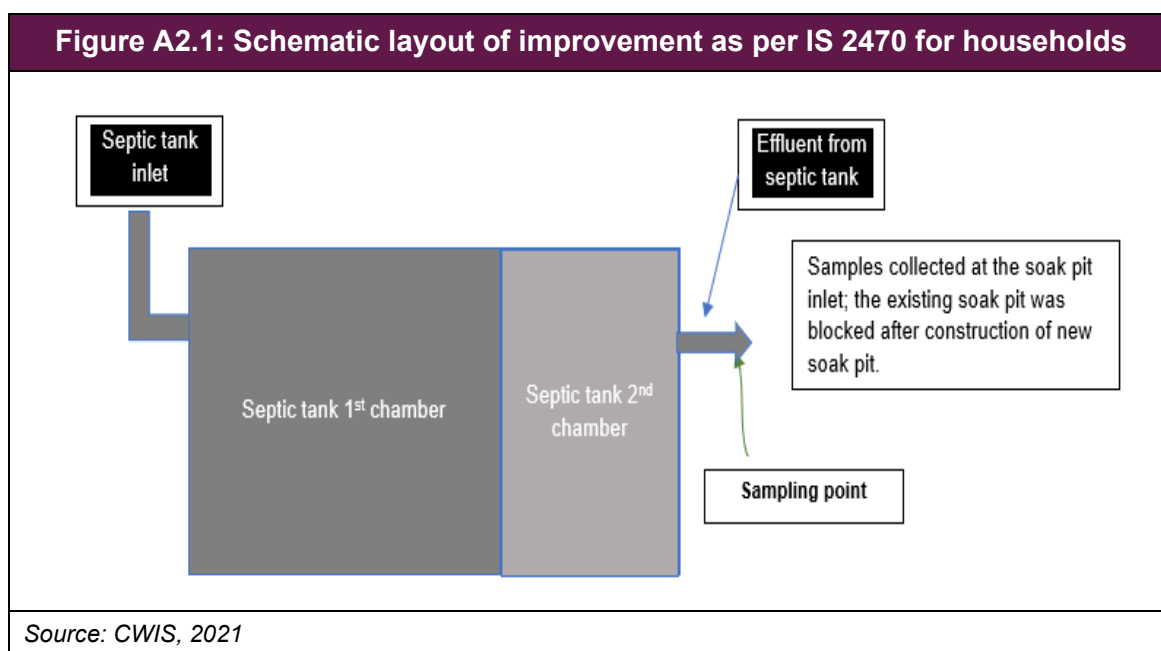 Figure A2.1: Schematic layout of improvement as per IS 2470 for households
Septic tank
inlet
Effluent from
septic tank
Samples collected at the soak pit
inlet; the existing soak pit was
blocked after construction of new
soak pit.
Septic tank 1st chamber
Septic tank 2nd
chamber
Sampling point
Source: CWIS, 2021